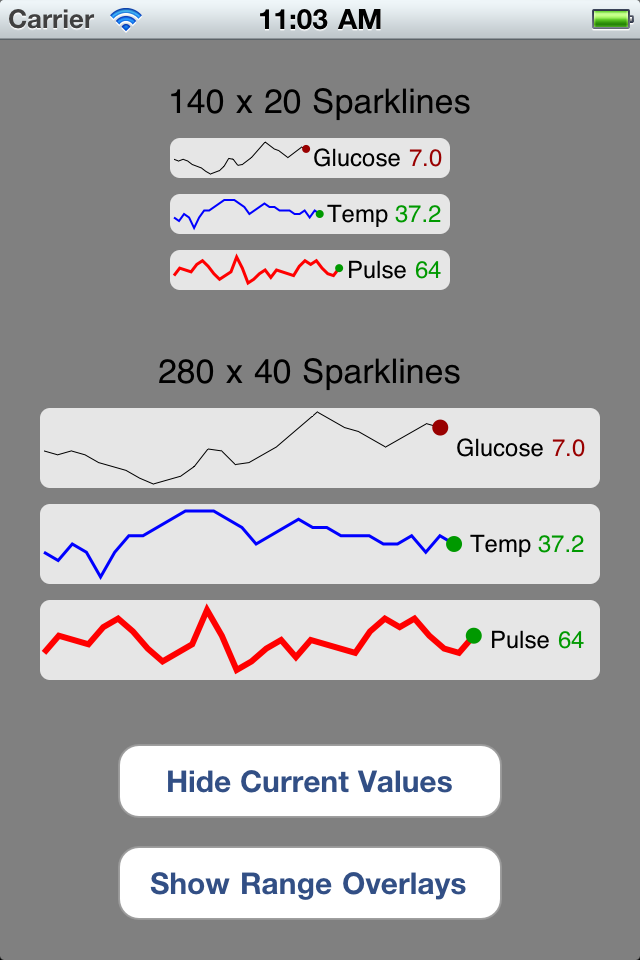 Carrier 11:03 AM
140 x 20 Sparklines
Glucose 7.0
Temp 37.2
Pulse 64
280 x 40 Sparklines
Glucose 7.0
Temp 37.2
Pulse 64
Hide Current Values
Show Range Overlays